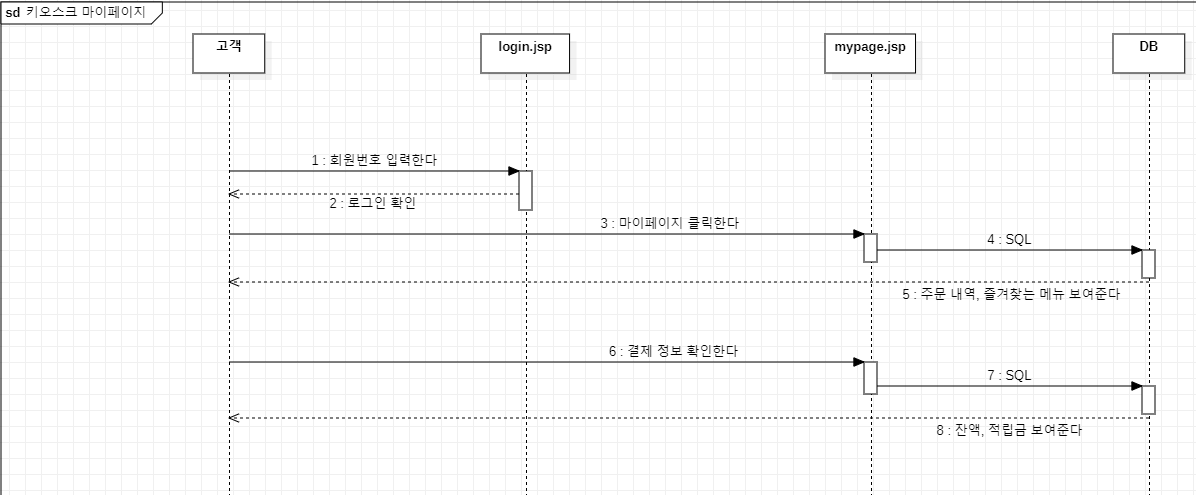 sd 키오스크 마이페이지
고객
login.jsp
mypage.jsp
DB
1 : 회원번호 입력한다
2 : 로그인 확인
3 : 마이페이지 클릭한다
4 : SQL
5 : 주문 내역, 즐겨찾는 메뉴 보여준다
6 : 결제 정보 확인한다
7 : SQL
8 : 잔액, 적립금 보여준다